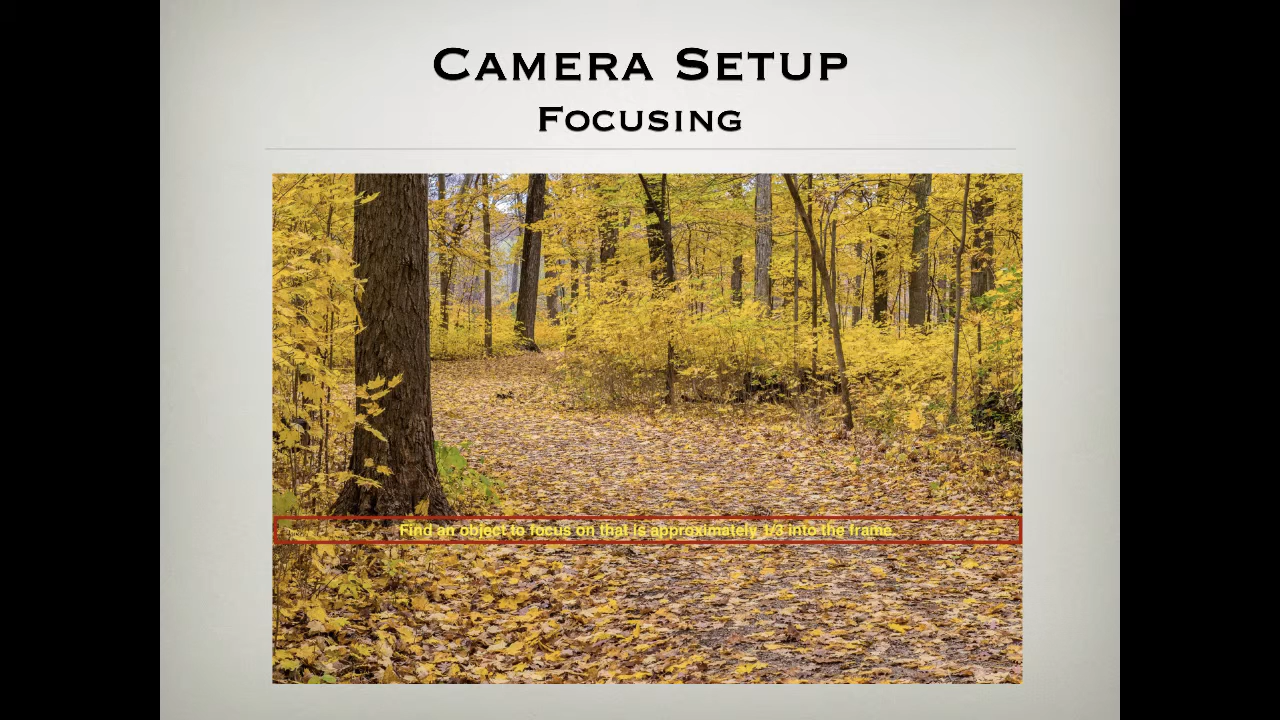 Camera Setup
Focusing
Find an object to focus on that is approximately 1/3 into the frame.